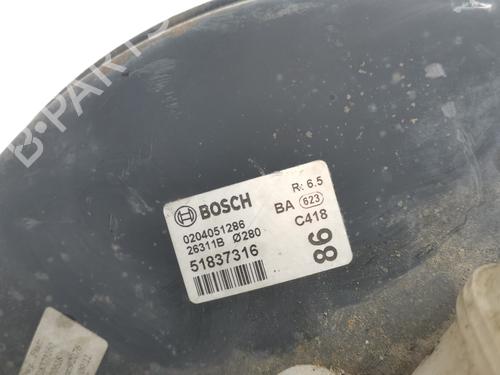 B-PARTS
BOSCH
R: 6.5
0204051286
BA 623
26311B Ø280
C418
51837316
98